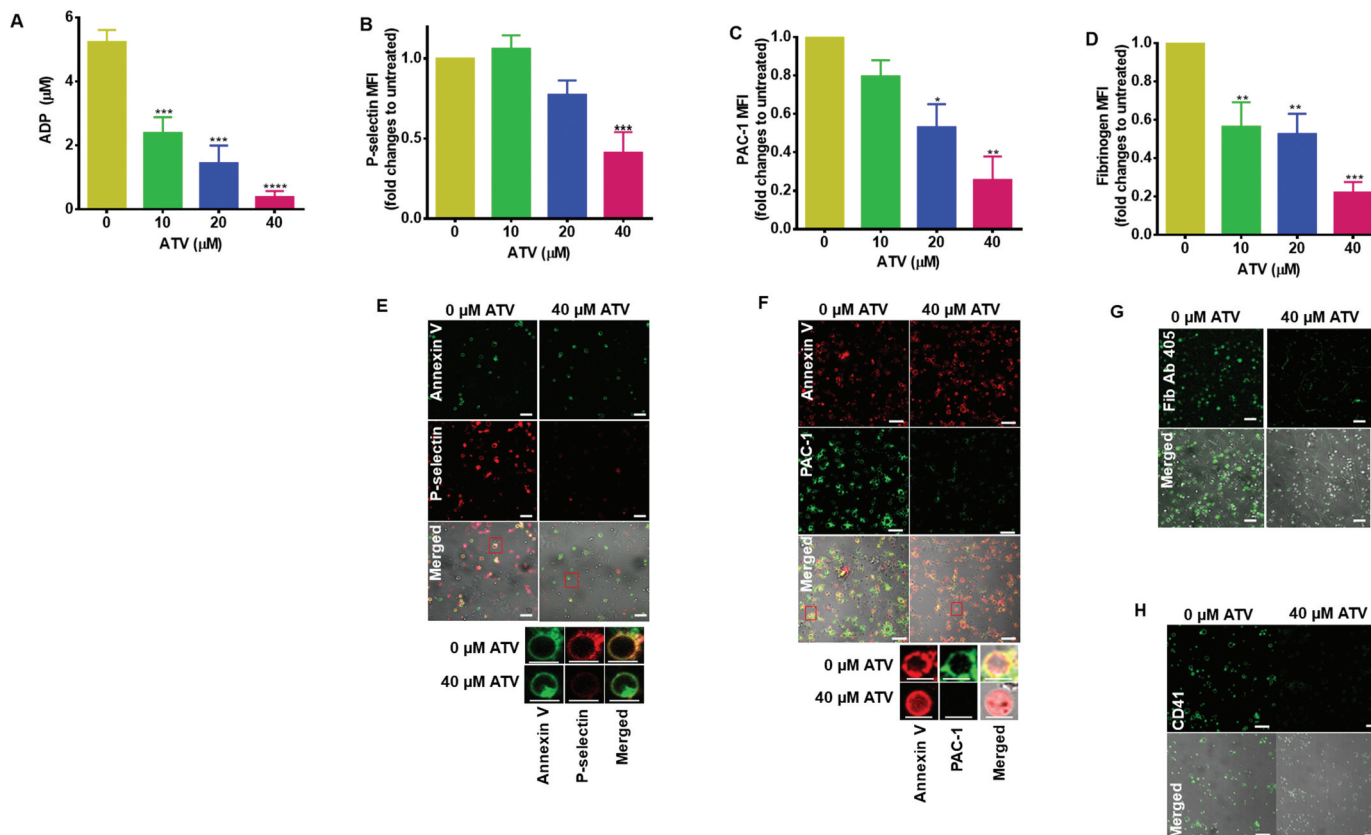 A
ADP (μM)
6
4
2
0
***
***
****
0 10 20 40
ATV (μM)
B
P-selectin MFI
(fold changes to untreated)
1.0
0.5
0.0
***
0 10 20 40
ATV (μM)
C
PAC-1 MFI
(fold changes to untreated)
1.0
0.8
0.6
0.4
0.2
0.0
*
**
0 10 20 40
ATV (μM)
D
Fibrinogen MFI
(fold changes to untreated)
1.0
0.8
0.6
0.4
0.2
0.0
**
**
***
0 10 20 40
ATV (μM)
E
0 μM ATV 40 μM ATV
Annexin V
P-selectin
Merged
0 μM ATV
40 μM ATV
Annexin V
P-selectin
Merged
F
0 μM ATV 40 μM ATV
Annexin V
PAC-1
Merged
0 μM ATV
40 μM ATV
Annexin V
PAC-1
Merged
G
0 μM ATV 40 μM ATV
Fib Ab 405
Merged
H
0 μM ATV 40 μM ATV
CD41
Merged